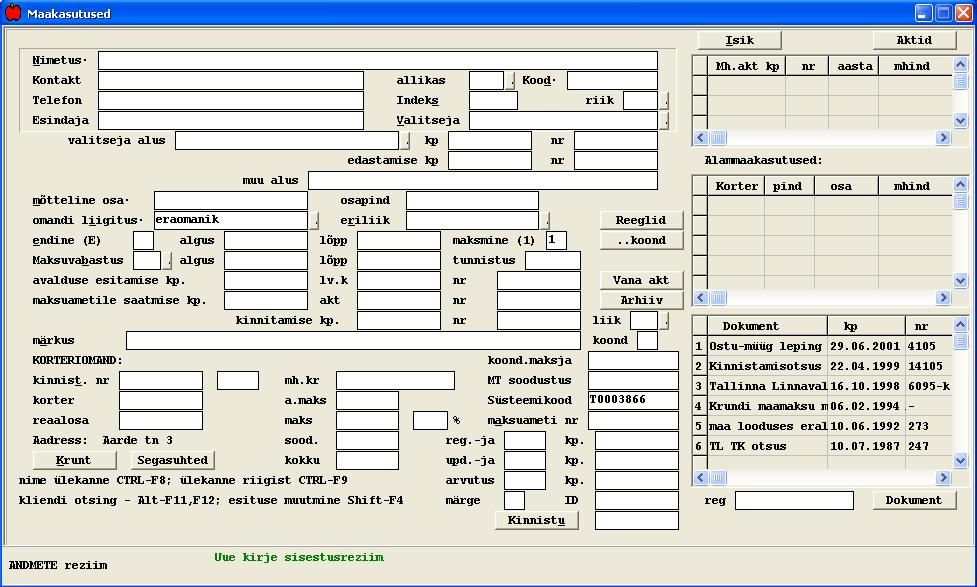 Maakasutused
Isik Aktid
Nimetus·
Kontakt allikas . Kood·
Telefon Indeks riik .
Esindaja Valitseja .
valitseja alus . kp nr
edastamise kp nr
muu alus
mõtteline osa· osapind
omandi liigitus· eraomanik . eriliik . Reeglid
endine (E) algus lõpp maksmine (1) 1 ..koond
Maksuvabastus . algus lõpp tunnistus
avalduse esitamise kp. lv.k nr Vana akt
maksuametile saatmise kp. akt nr Arhiiv
kinnitamise kp. nr liik .
märkus koond
KORTERIOMAND: koond.maksja
kinnist. nr mh.kr MT soodustus
korter a.maks Süsteemikood T0003866
reaalosa maks % maksuameti nr
Aadress: Aarde tn 3 sood. reg.-ja kp.
Krunt Segasuhted kokku upd.-ja kp.
nime ülekanne CTRL-F8; ülekanne riigist CTRL-F9 arvutus kp.
kliendi otsing - Alt-F11,F12; esituse muutmine Shift-F4 märge ID
Kinnistu
Mh.akt kp nr aasta mhind
Alammaakasutused:
Korter pind osa mhind
Dokument kp nr
1 Ostu-müüg leping 29.06.2001 4105
2 Kinnistamisotsus 22.04.1999 14105
3 Tallinna Linnaval 16.10.1998 6095-k
4 Krundi maamaksu m 06.02.1994 .-
5 maa looduses eral 10.06.1992 273
6 TL TK otsus 10.07.1987 247
reg Dokument
ANDMETE reziim Uue kirje sisestusreziim